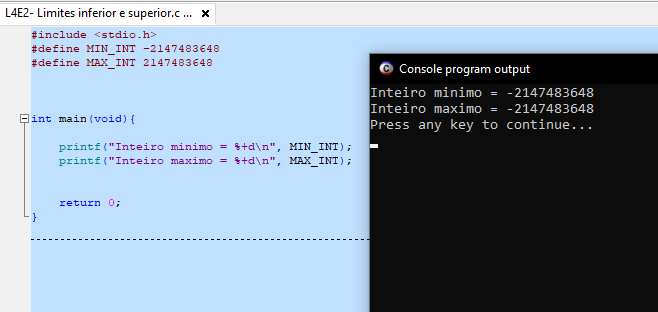 L4E2- Limites inferior e superior.c ... ×
#include <stdio.h>
#define MIN_INT -2147483648
#define MAX_INT 2147483648
int main(void){
printf("Inteiro minimo = %+d\n", MIN_INT);
printf("Inteiro maximo = %+d\n", MAX_INT);
return 0;
}
Console program output
Inteiro minimo = -2147483648
Inteiro maximo = -2147483648
Press any key to continue...